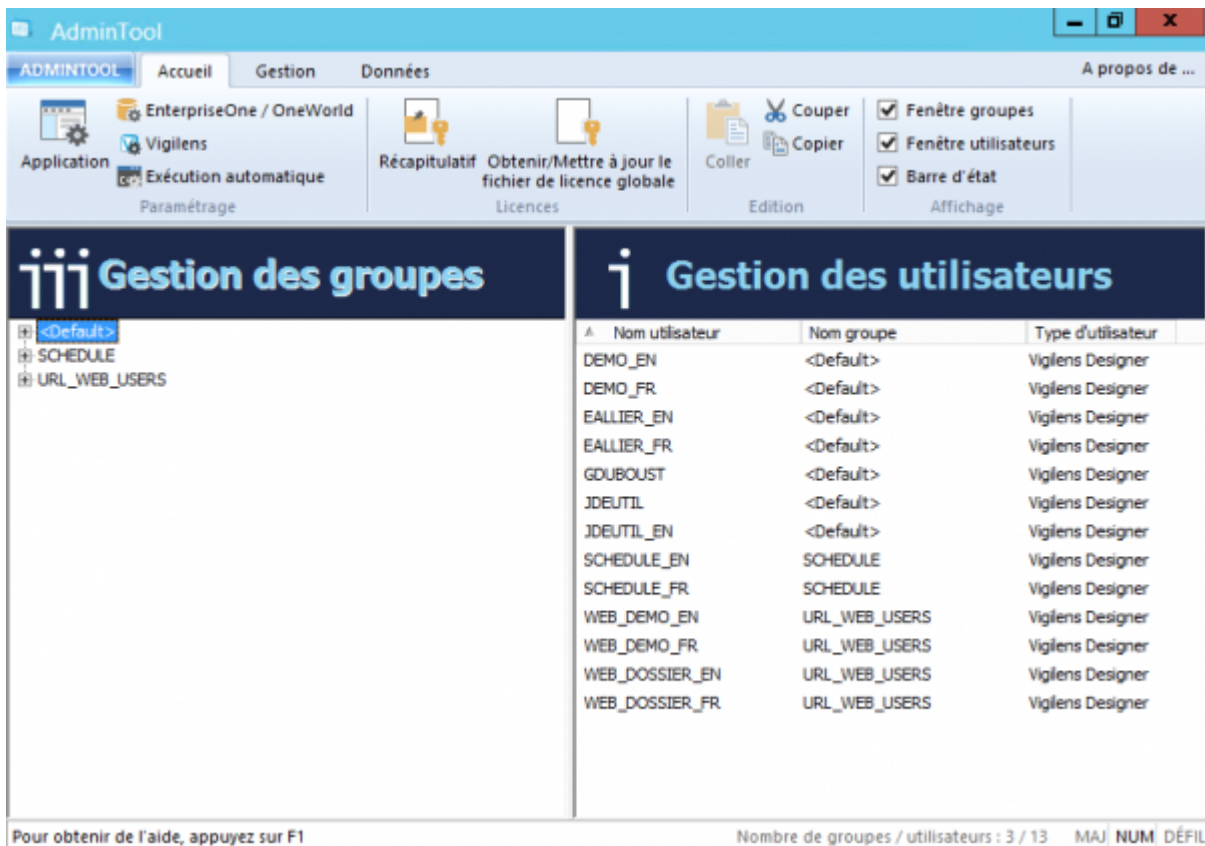 AdminTool
ADMINTOOL Accueil Gestion Données A propos de ...
Application
EnterpriseOne / OneWorld
Vigilens
Exécution automatique
Paramétrage
Récapitulatif
Obtenir/Mettre à jour le
fichier de licence globale
Licences
Coller
Couper
Copier
Edition
Fenêtre groupes
Fenêtre utilisateurs
Barre d'état
Affichage
Gestion des groupes
<Default>
SCHEDULE
URL_WEB_USERS
Gestion des utilisateurs
Nom utilisateur Nom groupe Type d'utilisateur
DEMO_EN <Default> Vigilens Designer
DEMO_FR <Default> Vigilens Designer
EALLIER_EN <Default> Vigilens Designer
EALLIER_FR <Default> Vigilens Designer
GDUBOUST <Default> Vigilens Designer
JDEUTIL <Default> Vigilens Designer
JDEUTIL_EN <Default> Vigilens Designer
SCHEDULE_EN SCHEDULE Vigilens Designer
SCHEDULE_FR SCHEDULE Vigilens Designer
WEB_DEMO_EN URL_WEB_USERS Vigilens Designer
WEB_DEMO_FR URL_WEB_USERS Vigilens Designer
WEB_DOSSIER_EN URL_WEB_USERS Vigilens Designer
WEB_DOSSIER_FR URL_WEB_USERS Vigilens Designer
Pour obtenir de l'aide, appuyez sur F1 Nombre de groupes / utilisateurs : 3 / 13 MAJ NUM DÉFIL